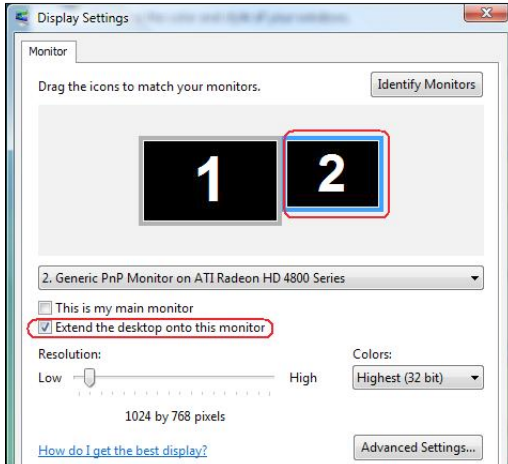 Display Settings
Monitor
Drag the icons to match your monitors.
Identify Monitors
1
2
2. Generic PnP Monitor on ATI Radeon HD 4800 Series
This is my main monitor
Extend the desktop onto this monitor
Resolution:
Colors:
Low
High
Highest (32 bit)
1024 by 768 pixels
How do I get the best display?
Advanced Settings...